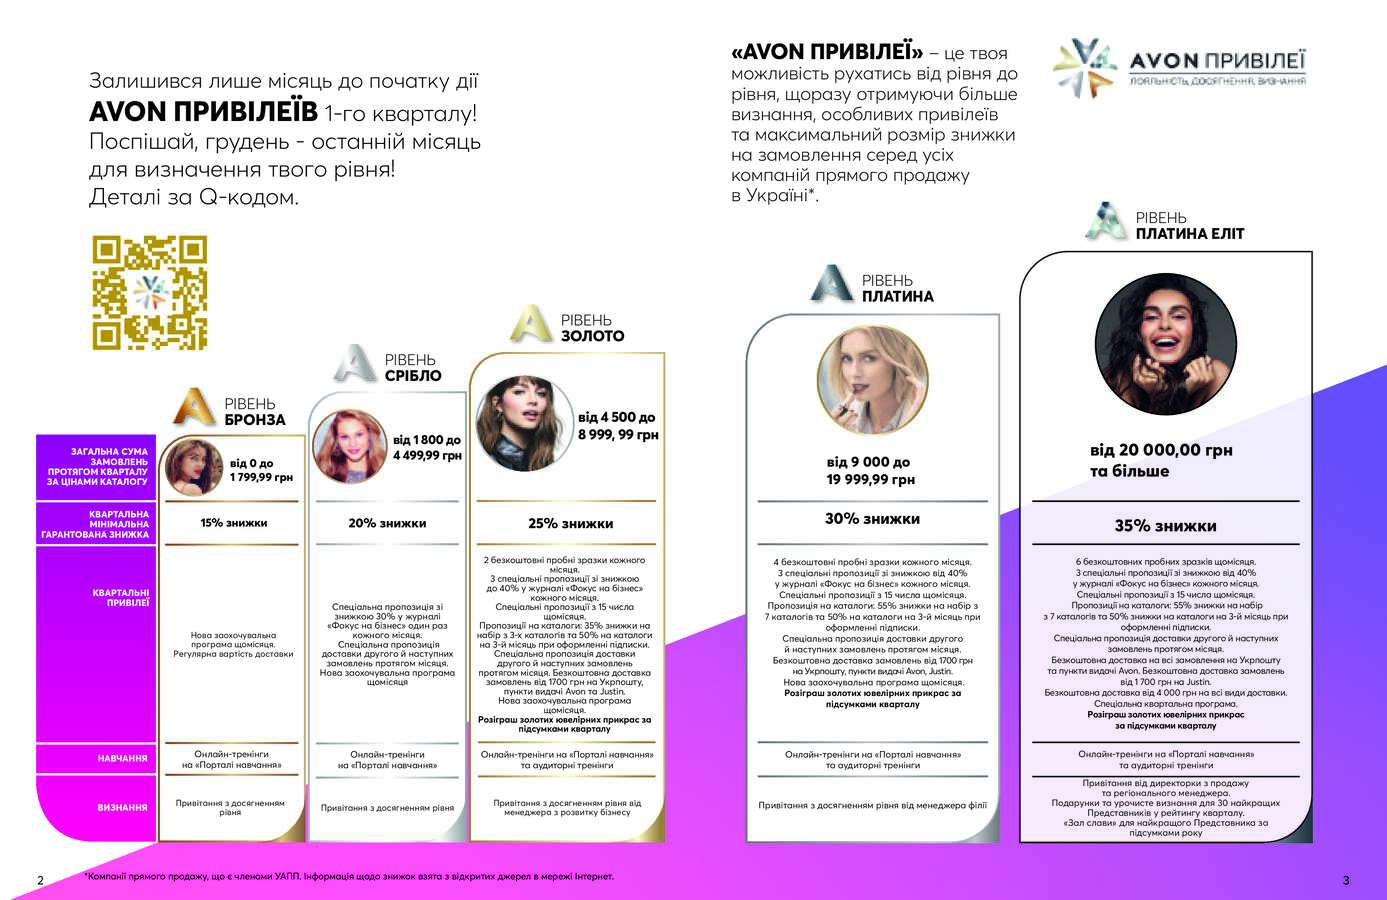 Залишився лише місяць до початку дії
AVON ПРИВІЛЕЇВ 1-го кварталу!
Поспішай, грудень - останній місяць
для визначення твого рівня!
Деталі за Q-кодом.
«AVON ПРИВІЛЕЇ» – це твоя
можливість рухатись від рівня до
рівня, щоразу отримуючи більше
визнання, особливих привілеїв
та максимальний розмір знижки
на замовлення серед усіх
компаній прямого продажу
в Україні*.
AVON ПРИВІЛЕЇ
ЛОЯЛЬНІСТЬ, ДОСЯГНЕННЯ, ВИЗНАННЯ
ЗАГАЛЬНА СУМА
ЗАМОВЛЕНЬ
ПРОТЯГОМ КВАРТАЛУ
ЗА ЦІНАМИ КАТАЛОГУ
КВАРТАЛЬНА
МІНІМАЛЬНА
ГАРАНТОВАНА ЗНИЖКА
КВАРТАЛЬНІ
ПРИВІЛЕЇ
НАВЧАННЯ
ВИЗНАННЯ
РІВЕНЬ
БРОНЗА
від 0 до
1 799,99 грн
15% знижки
Нова заохочувальна
програма щомісяця.
Регулярна вартість доставки
Онлайн-тренінги
на «Порталі навчання»
Привітання з досягненням
рівня
РІВЕНЬ
СРІБЛО
від 1 800 до
4 499,99 грн
20% знижки
Спеціальна пропозиція зі
знижкою 30% у журналі
«Фокус на бізнес» один раз
кожного місяця.
Спеціальна пропозиція
доставки другого й наступних
замовлень протягом місяця.
Нова заохочувальна програма
щомісяця
Онлайн-тренінги
на «Порталі навчання»
Привітання з досягненням рівня
РІВЕНЬ
ЗОЛОТО
від 4 500 до
8 999, 99 грн
25% знижки
2 безкоштовні пробні зразки кожного
місяця.
3 спеціальні пропозиції зі знижкою
до 40% у журналі «Фокус на бізнес»
кожного місяця.
Спеціальні пропозиції з 15 числа
щомісяця.
Пропозиції на каталоги: 35% знижки на
набір з 3-х каталогів та 50% на каталоги
на 3-й місяць при оформленні підписки.
Спеціальна пропозиція доставки
другого й наступних замовлень
протягом місяця. Безкоштовна доставка
замовлень від 1700 грн на Укрпошту,
пункти видачі Avon та Justin.
Нова заохочувальна програма
щомісяця.
Розіграш золотих ювелірних прикрас за
підсумками кварталу
Онлайн-тренінги на «Порталі навчання»
та аудиторні тренінги
Привітання з досягненням рівня від
менеджера з розвитку бізнесу
РІВЕНЬ
ПЛАТИНА
від 9 000 до
19 999,99 грн
30% знижки
4 безкоштовні пробні зразки кожного місяця.
3 спеціальні пропозиції зі знижкою від 40%
у журналі «Фокус на бізнес» кожного місяця.
Спеціальні пропозиції з 15 числа щомісяця.
Пропозиція на каталоги: 55% знижки на набір з
7 каталогів та 50% на каталоги на 3-й місяць при
оформленні підписки.
Спеціальна пропозиція доставки другого
й наступних замовлень протягом місяця.
Безкоштовна доставка замовлень від 1700 грн
на Укрпошту, пункти видачі Avon, Justin.
Нова заохочувальна програма щомісяця.
Розіграш золотих ювелірних прикрас за
підсумками кварталу
Онлайн-тренінги на «Порталі навчання»
та аудиторні тренінги
Привітання з досягненням рівня від менеджера філії
РІВЕНЬ
ПЛАТИНА ЕЛІТ
від 20 000,00 грн
та більше
35% знижки
6 безкоштовних пробних зразків щомісяця.
3 спеціальні пропозиції зі знижкою від 40%
у журналі «Фокус на бізнес» кожного місяця.
Спеціальні пропозиції з 15 числа щомісяця.
Пропозиції на каталоги: 55% знижки на набір
з 7 каталогів та 50% знижки на каталоги на 3-й місяць при
оформленні підписки.
Спеціальна пропозиція доставки другого й наступних
замовлень протягом місяця.
Безкоштовна доставка на всі замовлення на Укрпошту
та пункти видачі Avon. Безкоштовна доставка замовлень
від 1 700 грн на Justin.
Безкоштовна доставка від 4 000 грн на всі види доставки.
Спеціальна квартальна програма.
Розіграш золотих ювелірних прикрас
за підсумками кварталу
Онлайн-тренінги на «Порталі навчання»
та аудиторні тренінги
Привітання від директорки з продажу
та регіонального менеджера.
Подарунки та урочисте визнання для 30 найкращих
Представників у рейтингу кварталу.
«Зал слави» для найкращого Представника за
підсумками року
2
*Компанії прямого продажу, що є членами УАПП. Інформація щодо знижок взята з відкритих джерел в мережі Інтернет.
3